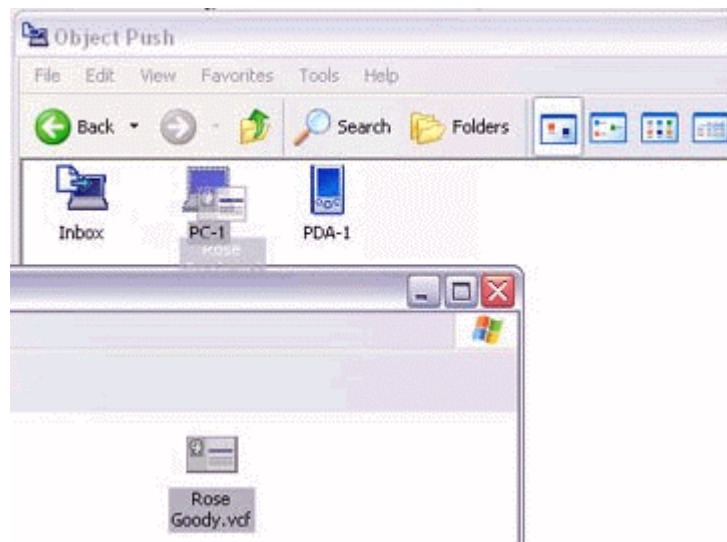 Object Push
File Edit View Favorites Tools Help
Back Search Folders
Inbox PC-1 PDA-1
Rose
Rose
Goody.vcf